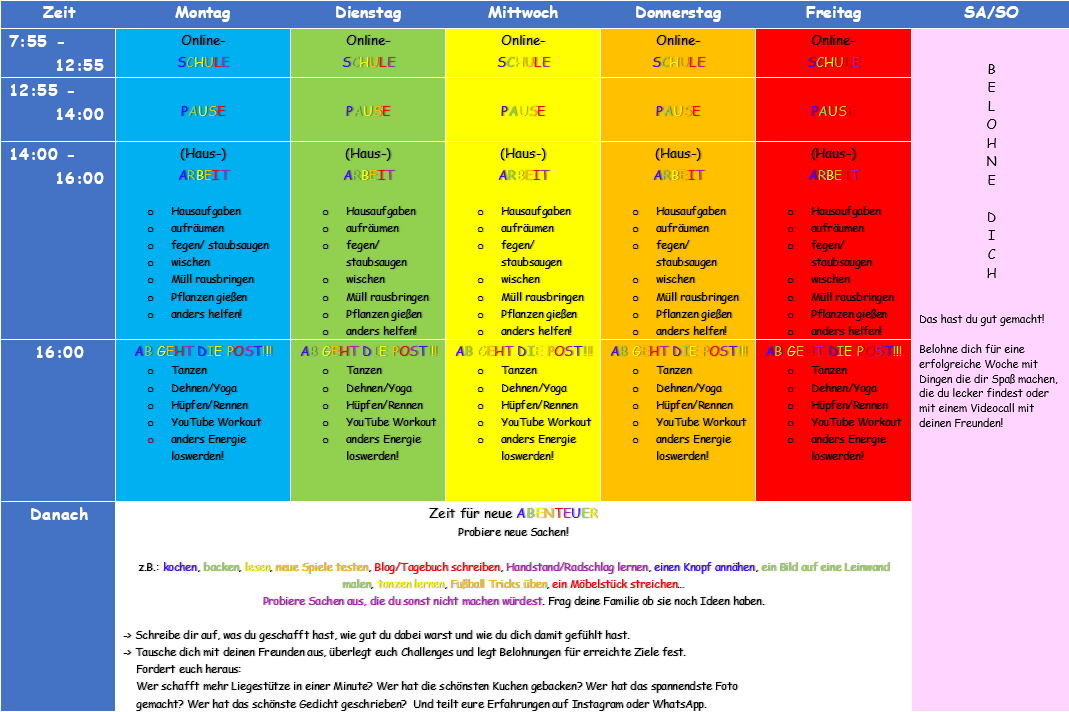 Zeit Montag Dienstag Mittwoch Donnerstag Freitag SA/SO
7:55 -
12:55
Online-
SCHULE
Online-
SCHULE
Online-
SCHULE
Online-
SCHULE
Online-
SCHULE
12:55 -
14:00
PAUSE
PAUSE
PAUSE
PAUSE
PAUSE
14:00 -
16:00
(Haus-)
ARBEIT
o Hausaufgaben
o aufräumen
o fegen/ staubsaugen
o wischen
o Müll rausbringen
o Pflanzen gießen
o anders helfen!
(Haus-)
ARBEIT
o Hausaufgaben
o aufräumen
o fegen/
staubsaugen
o wischen
o Müll rausbringen
o Pflanzen gießen
o anders helfen!
(Haus-)
ARBEIT
o Hausaufgaben
o aufräumen
o fegen/
staubsaugen
o wischen
o Müll rausbringen
o Pflanzen gießen
o anders helfen!
(Haus-)
ARBEIT
o Hausaufgaben
o aufräumen
o fegen/
staubsaugen
o wischen
o Müll rausbringen
o Pflanzen gießen
o anders helfen!
(Haus-)
ARBEIT
o Hausaufgaben
o aufräumen
o fegen/
staubsaugen
o wischen
o Müll rausbringen
o Pflanzen gießen
o anders helfen!
16:00
AB GEHT DIE POST!!!
o Tanzen
o Dehnen/Yoga
o Hüpfen/Rennen
o YouTube Workout
o anders Energie
loswerden!
AB GEHT DIE POST!!!
o Tanzen
o Dehnen/Yoga
o Hüpfen/Rennen
o YouTube Workout
o anders Energie
loswerden!
AB GEHT DIE POST!!!
o Tanzen
o Dehnen/Yoga
o Hüpfen/Rennen
o YouTube Workout
o anders Energie
loswerden!
AB GEHT DIE POST!!!
o Tanzen
o Dehnen/Yoga
o Hüpfen/Rennen
o YouTube Workout
o anders Energie
loswerden!
AB GEHT DIE POST!!!
o Tanzen
o Dehnen/Yoga
o Hüpfen/Rennen
o YouTube Workout
o anders Energie
loswerden!
B
E
L
O
H
N
E
D
I
C
H
Das hast du gut gemacht!
Belohne dich für eine
erfolgreiche Woche mit
Dingen die dir Spaß machen,
die du lecker findest oder
mit einem Videocall mit
deinen Freunden!
Danach
Zeit für neue ABENTEUER
Probiere neue Sachen!
z.B.: kochen, backen, lesen, neue Spiele testen, Blog/Tagebuch schreiben, Handstand/Radschlag lernen, einen Knopf annähen, ein Bild auf eine Leinwand
malen, tanzen lernen, Fußball Tricks üben, ein Möbelstück streichen...
Probiere Sachen aus, die du sonst nicht machen würdest. Frag deine Familie ob sie noch Ideen haben.
-> Schreibe dir auf, was du geschafft hast, wie gut du dabei warst und wie du dich damit gefühlt hast.
-> Tausche dich mit deinen Freunden aus, überlegt euch Challenges und legt Belohnungen für erreichte Ziele fest.
Fordert euch heraus:
Wer schafft mehr Liegestütze in einer Minute? Wer hat die schönsten Kuchen gebacken? Wer hat das spannendste Foto
gemacht? Wer hat das schönste Gedicht geschrieben? Und teilt eure Erfahrungen auf Instagram oder WhatsApp.